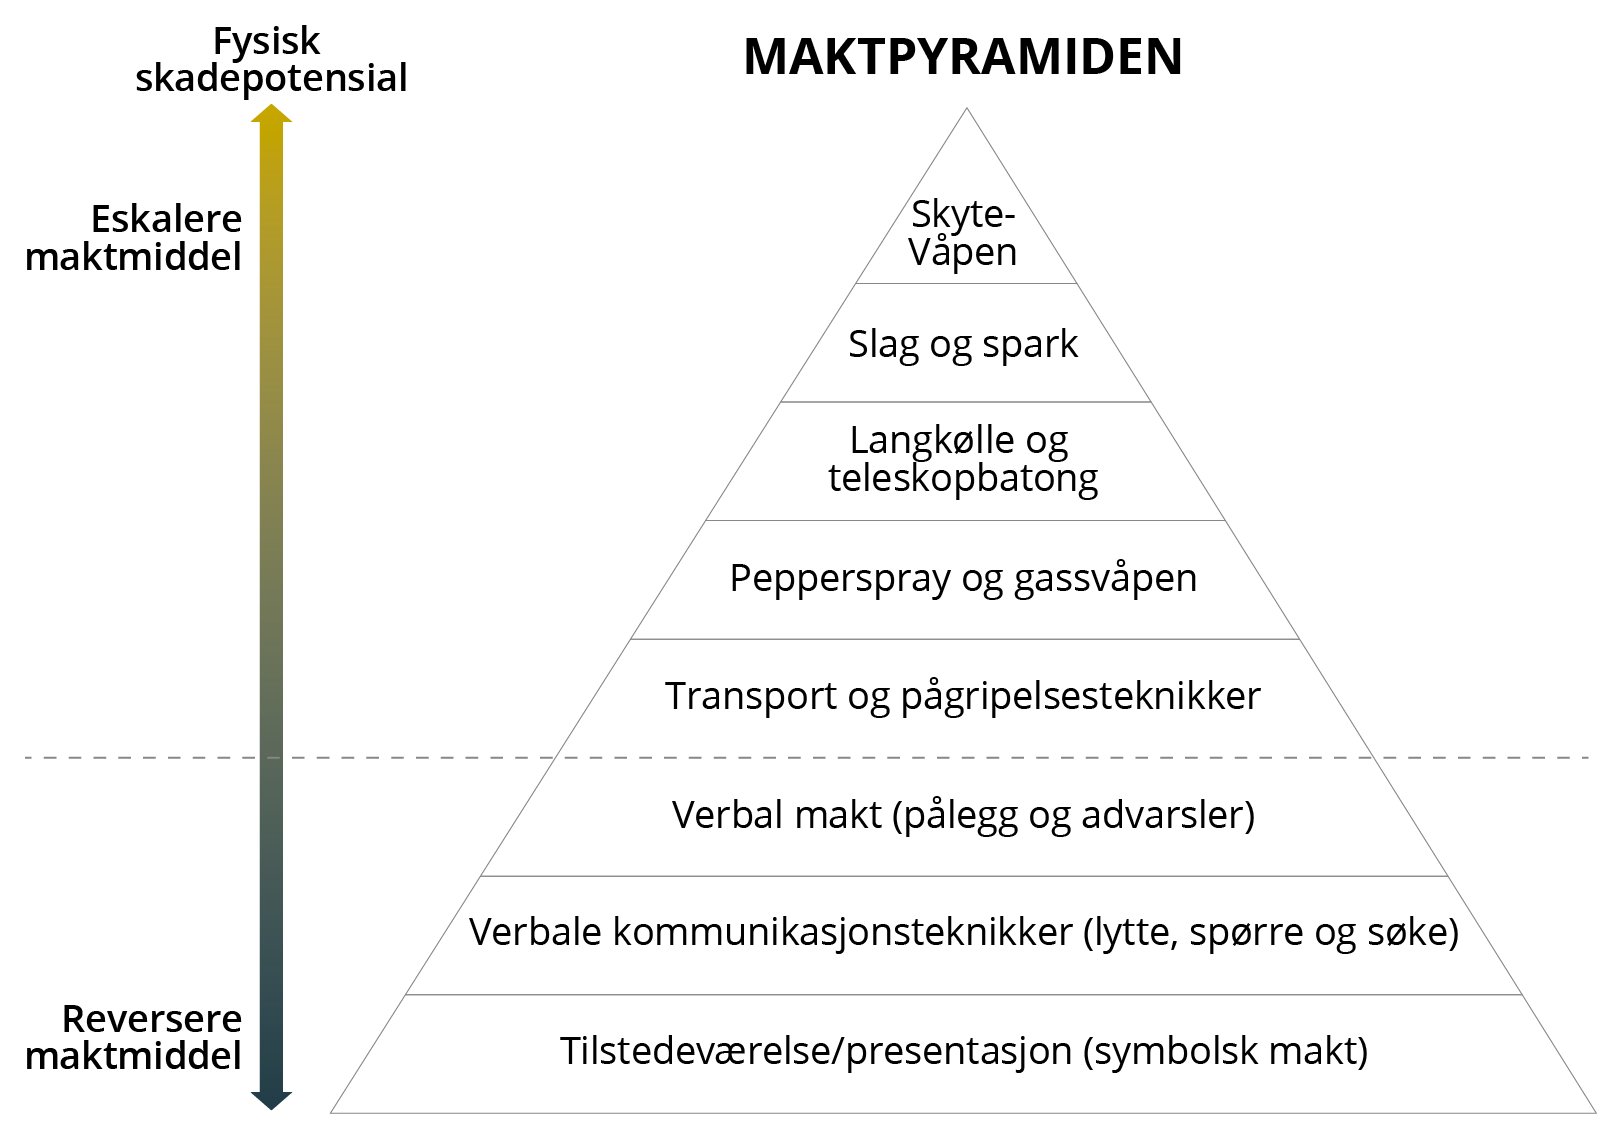 Fysisk
skadepotensial
MAKTPYRAMIDEN
Eskalere
maktmiddel
Skyte-
Våpen
Slag og spark
Langkølle og
teleskopbatong
Pepperspray og gassvåpen
Transport og pågripelsesteknikker
Verbal makt (pålegg og advarsler)
Verbale kommunikasjonsteknikker (lytte, spørre og søke)
Reversere
maktmiddel
Tilstedeværelse/presentasjon (symbolsk makt)